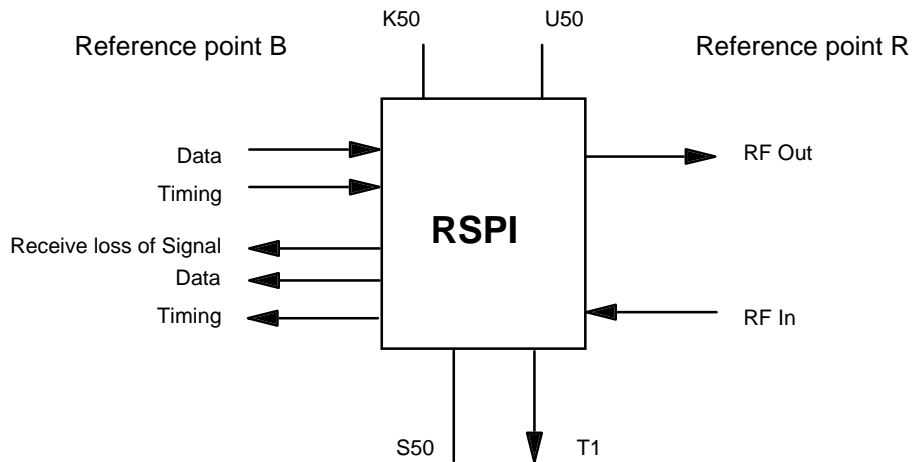 K50
U50
Reference point B
Reference point R
Data
RF Out
Timing
RSPI
Receive loss of Signal
Data
Timing
RF In
S50
T1